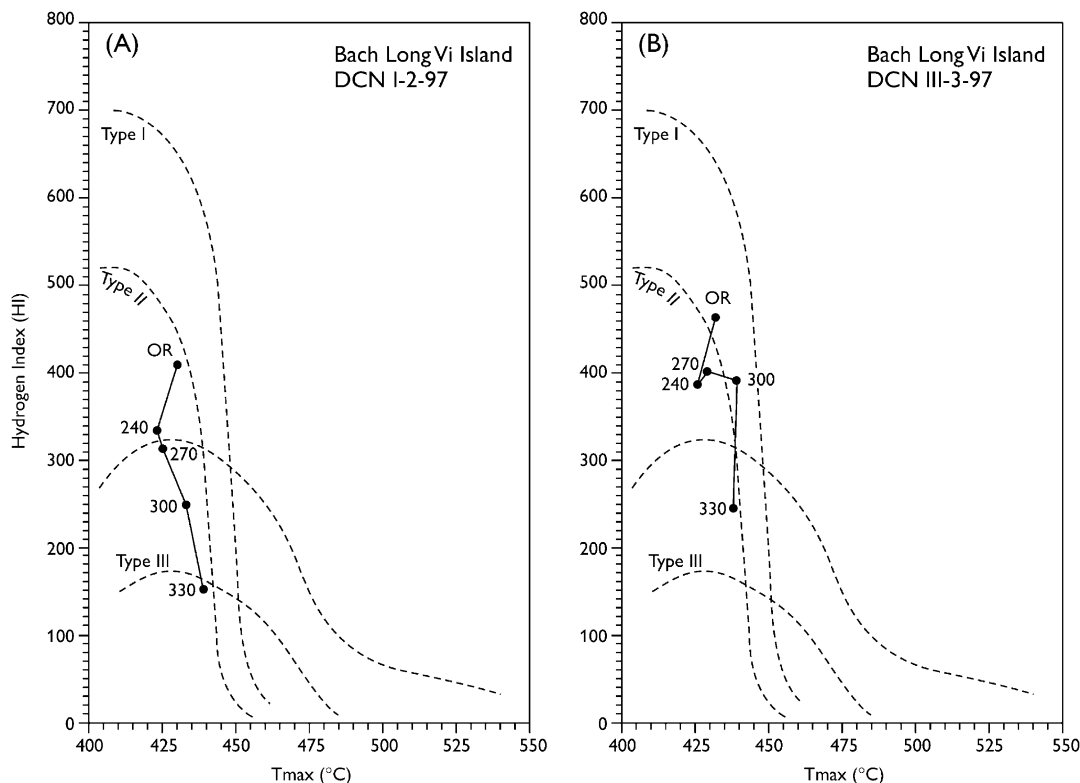 (A)
Bach Long Vi Island
DCN I-2-97
Type I
Type II
OR
240
270
300
Type III
330
800
700
600
500
400
300
200
100
0
400
425
450
475
500
525
550
Hydrogen Index (HI)
Tmax (°C)
(B)
Bach Long Vi Island
DCN III-3-97
Type I
Type II
OR
270
240
300
330
Type III
800
700
600
500
400
300
200
100
0
400
425
450
475
500
525
550
Tmax (°C)